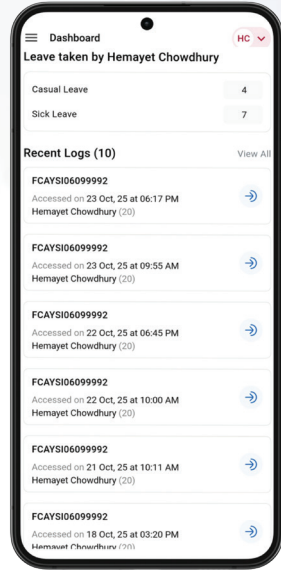 Dashboard
HC
Leave taken by Hemayet Chowdhury
Casual Leave 4
Sick Leave 7
Recent Logs (10) View All
FCAYSI06099992
Accessed on 23 Oct, 25 at 06:17 PM
Hemayet Chowdhury (20)
FCAYSI06099992
Accessed on 23 Oct, 25 at 09:55 AM
Hemayet Chowdhury (20)
FCAYSI06099992
Accessed on 22 Oct, 25 at 06:45 PM
Hemayet Chowdhury (20)
FCAYSI06099992
Accessed on 22 Oct, 25 at 10:00 AM
Hemayet Chowdhury (20)
FCAYSI06099992
Accessed on 21 Oct, 25 at 10:11 AM
Hemayet Chowdhury (20)
FCAYSI06099992
Accessed on 18 Oct, 25 at 03:20 PM
Hemayet Chowdhury (20)